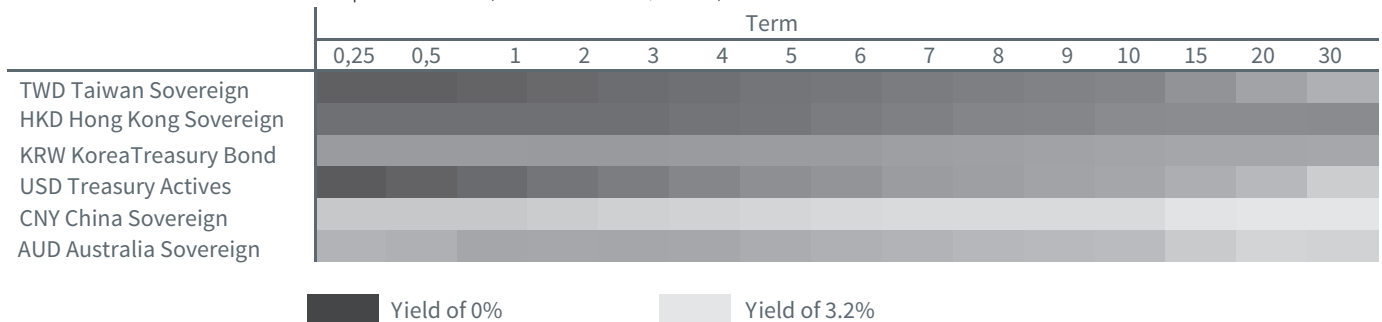 Term
0,25 0,5 1 2 3 4 5 6 7 8 9 10 15 20 30
TWD Taiwan Sovereign
HKD Hong Kong Sovereign
KRW KoreaTreasury Bond
USD Treasury Actives
CNY China Sovereign
AUD Australia Sovereign
Yield of 0% Yield of 3.2%